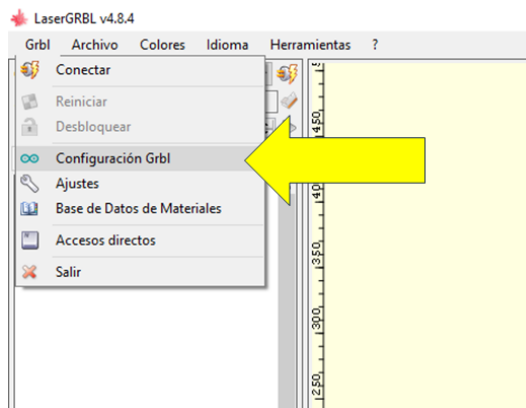 LaserGRBL v4.8.4
Grbl Archivo Colores Idioma Herramientas ?
Conectar
Reiniciar
Desbloquear
Configuración Grbl
Ajustes
Base de Datos de Materiales
Accesos directos
Salir
450
350
300
250